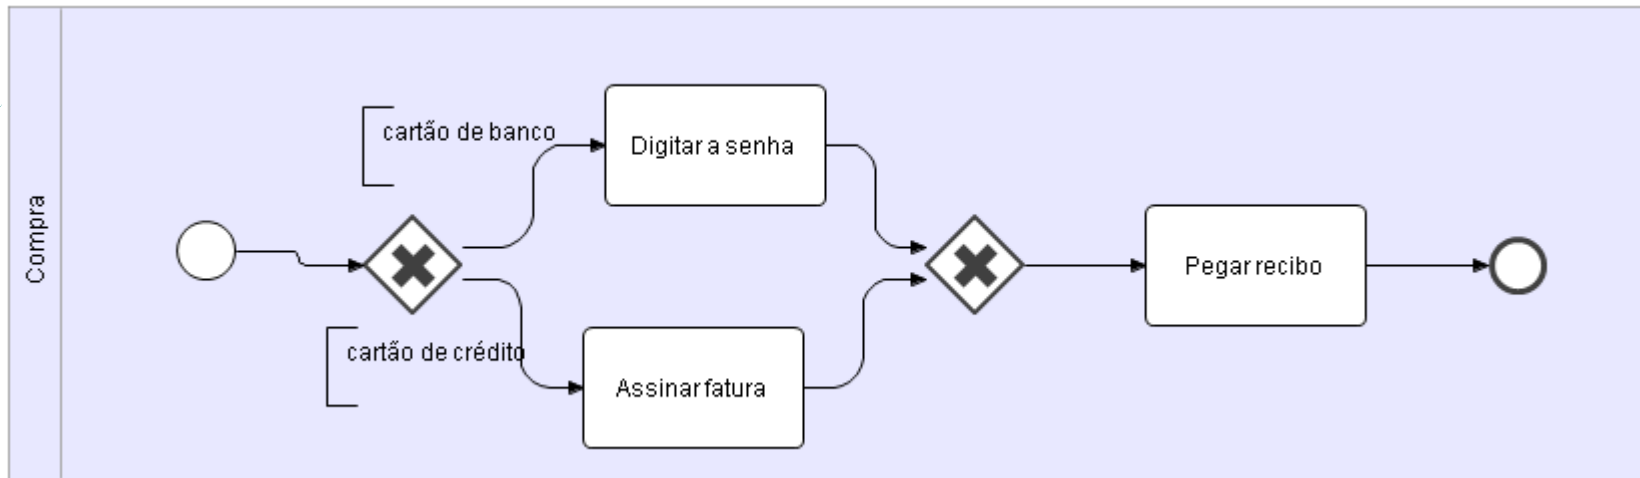 Compra
cartão de banco
Digitar a senha
cartão de crédito
Assinar fatura
Pegar recibo